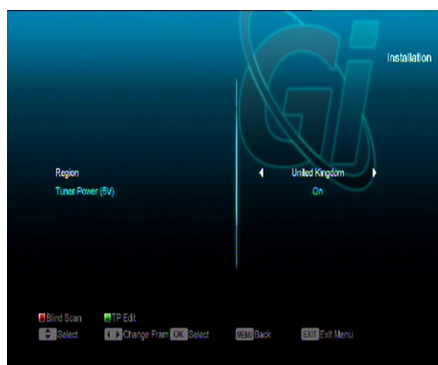 Gi
Installation
Region United Kingdom
Tuner Power (5V) On
Blind Scan TP Edit
Select Change Fram OK Select MENU Back EXIT Exit Menu